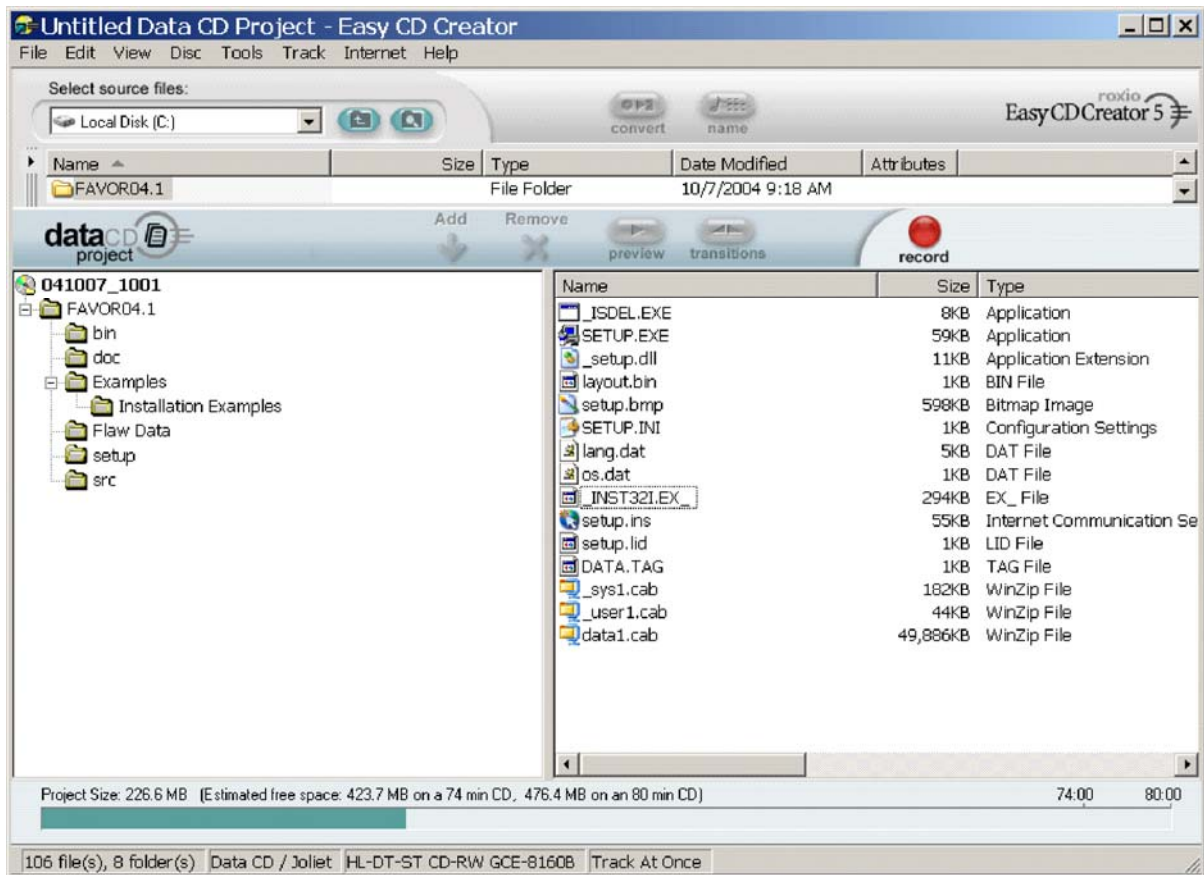 Untitled Data CD Project - Easy CD Creator
File Edit View Disc Tools Track Internet Help
Select source files:
Local Disk (C:)
convert name
roxio
Easy CD Creator 5
Name Size Type Date Modified Attributes
FAVOR04.1 File Folder 10/7/2004 9:18 AM
datacd project
Add Remove preview transitions record
041007_1001
FAVOR04.1
bin
doc
Examples
Installation Examples
Flaw Data
setup
src
Name Size Type
_ISDEL.EXE 8KB Application
SETUP.EXE 59KB Application
_setup.dll 11KB Application Extension
layout.bin 1KB BIN File
setup.bmp 598KB Bitmap Image
SETUP.INI 1KB Configuration Settings
lang.dat 5KB DAT File
os.dat 1KB DAT File
_INST32I.EX_ 294KB EX_ File
setup.ins 55KB Internet Communication Se
setup.lid 1KB LID File
DATA.TAG 1KB TAG File
_sys1.cab 182KB WinZip File
_user1.cab 44KB WinZip File
data1.cab 49,886KB WinZip File
Project Size: 226.6 MB (Estimated free space: 423.7 MB on a 74 min CD, 476.4 MB on an 80 min CD) 74:00 80:00
106 file(s), 8 folder(s) Data CD / Joliet HL-DT-ST CD-RW GCE-8160B Track At Once